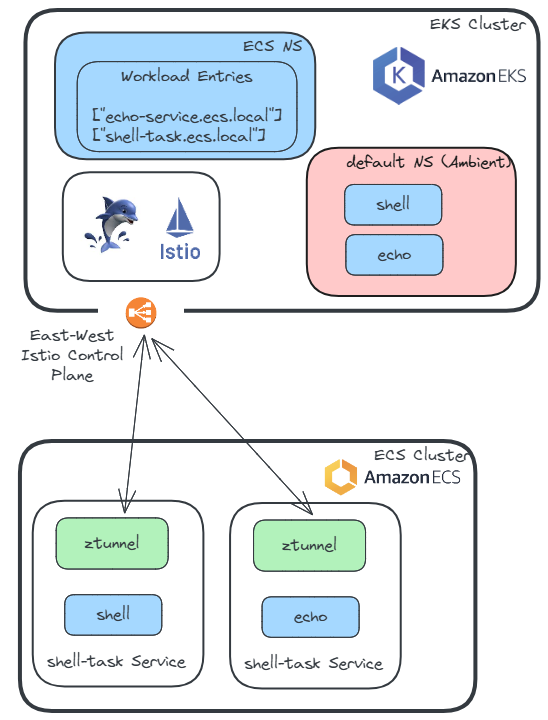 EKS Cluster
ECS NS
Workload Entries
["echo-service.ecs.local"]
["shell-task.ecs.local"]
K
Amazon EKS
default NS (Ambient)
shell
echo
Istio
East-West
Istio Control
Plane
ECS Cluster
Amazon ECS
ztunnel
shell
shell-task Service
ztunnel
echo
shell-task Service